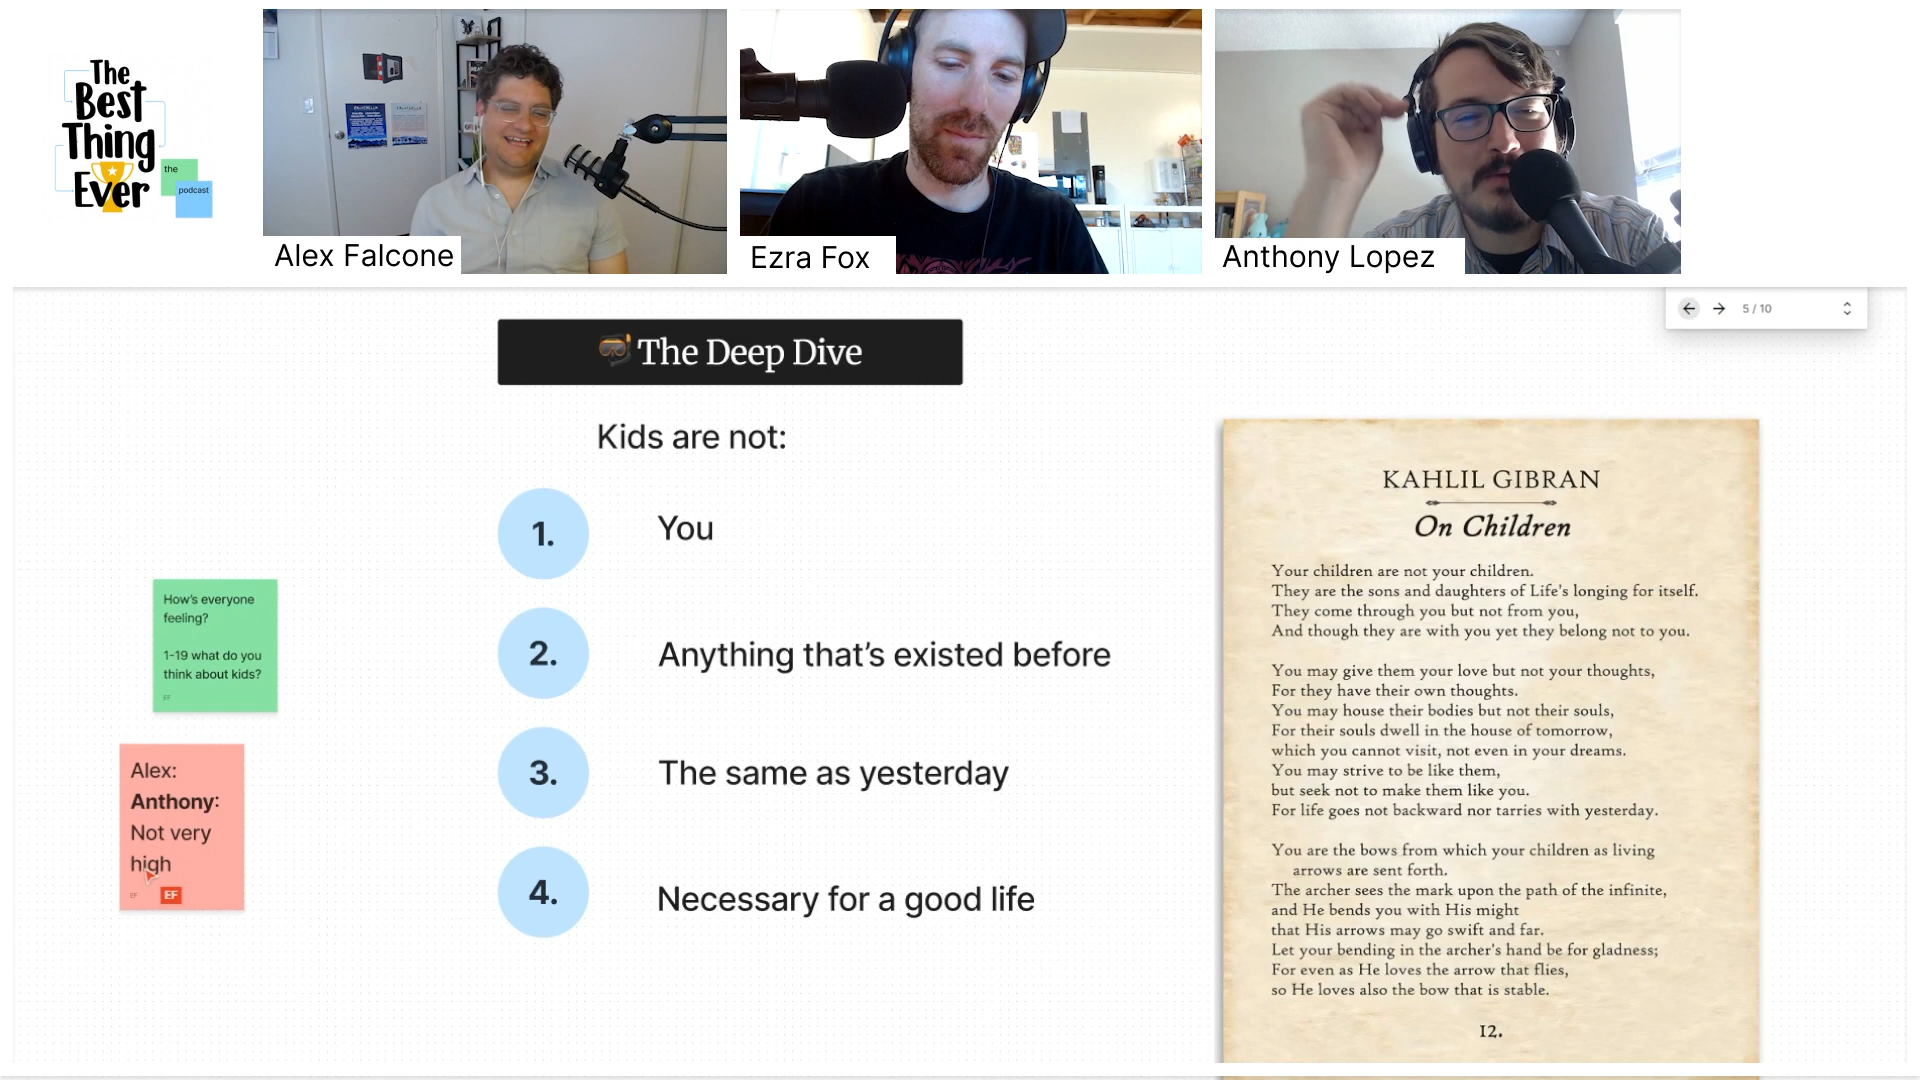 The
Best
Thing
Ever
the
podcast
Alex Falcone
Ezra Fox
Anthony Lopez
5 / 10
The Deep Dive
Kids are not:
1. You
2. Anything that's existed before
3. The same as yesterday
4. Necessary for a good life
How's everyone
feeling?
1-19 what do you
think about kids?
EF
Alex:
Anthony:
Not very
high
EF
EF
KAHLIL GIBRAN
On Children
Your children are not your children.
They are the sons and daughters of Life's longing for itself.
They come through you but not from you,
And though they are with you yet they belong not to you.
You may give them your love but not your thoughts,
For they have their own thoughts.
You may house their bodies but not their souls,
For their souls dwell in the house of tomorrow,
which you cannot visit, not even in your dreams.
You may strive to be like them,
but seek not to make them like you.
For life goes not backward nor tarries with yesterday.
You are the bows from which your children as living
arrows are sent forth.
The archer sees the mark upon the path of the infinite,
and He bends you with His might
that His arrows may go swift and far.
Let your bending in the archer's hand be for gladness;
For even as He loves the arrow that flies,
so He loves also the bow that is stable.
12.